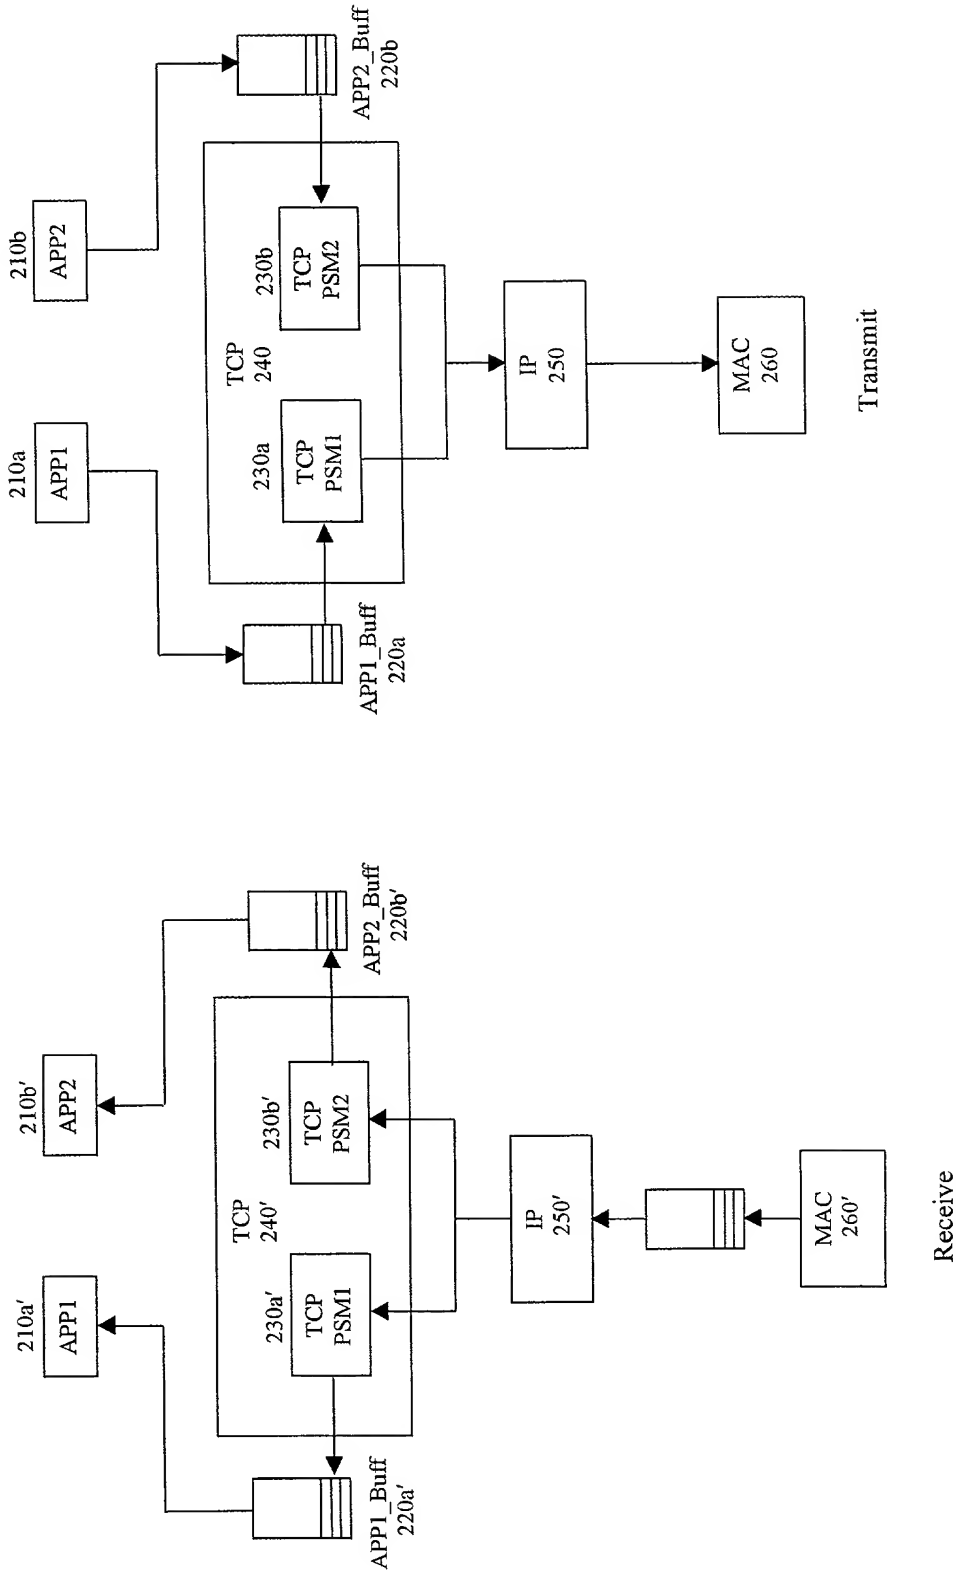 210a'
APP1
210b'
APP2
230a'
TCP
PSM1
TCP
240'
230b'
TCP
PSM2
APP1_Buff
220a'
APP2_Buff
220b'
IP
250'
MAC
260'
Receive
210a
APP1
210b
APP2
230a
TCP
PSM1
TCP
240
230b
TCP
PSM2
APP1_Buff
220a
APP2_Buff
220b
IP
250
MAC
260
Transmit